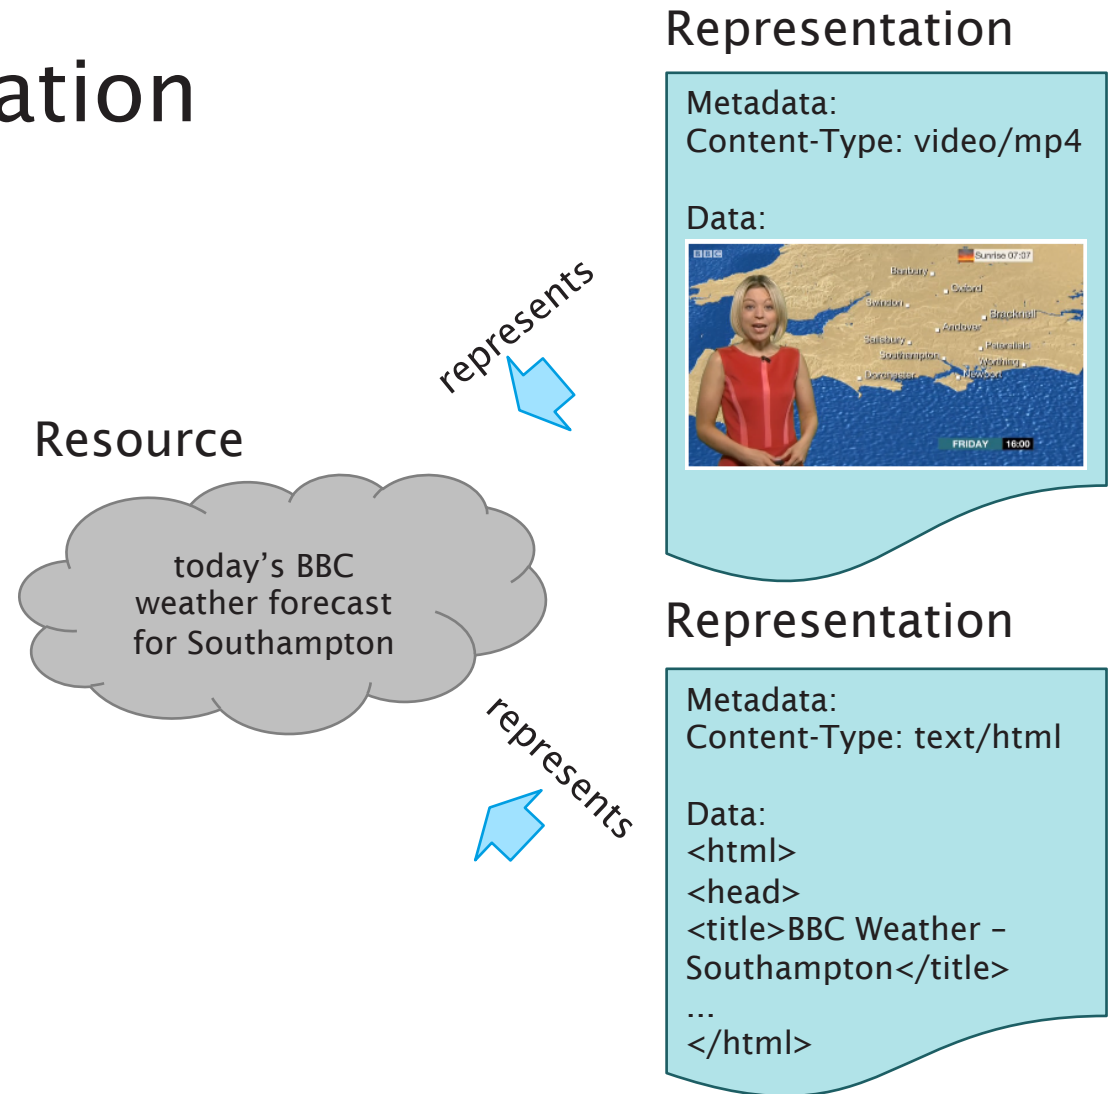 ation
Representation
Metadata:
Content-Type: video/mp4
Data:
BBC
Sunrise 07:07
Banbury
Oxford
Swindon
Bracknell
Andover
Salisbury
Petersfield
Southampton
Worthing
Dorchester
Newport
FRIDAY 16:00
represents
Resource
today’s BBC
weather forecast
for Southampton
represents
Representation
Metadata:
Content-Type: text/html
Data:
<html>
<head>
<title>BBC Weather –
Southampton</title>
...
</html>